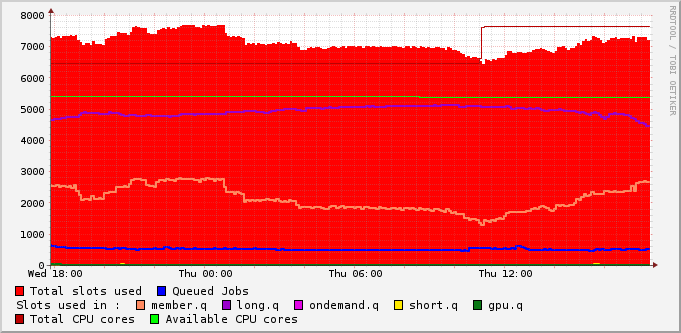 8000
7000
6000
5000
4000
3000
2000
1000
0
Wed 18:00 Thu 00:00 Thu 06:00 Thu 12:00
RRDTOOL / TOBI OETIKER
Total slots used Queued Jobs
Slots used in : member.q long.q ondemand.q short.q gpu.q
Total CPU cores Available CPU cores